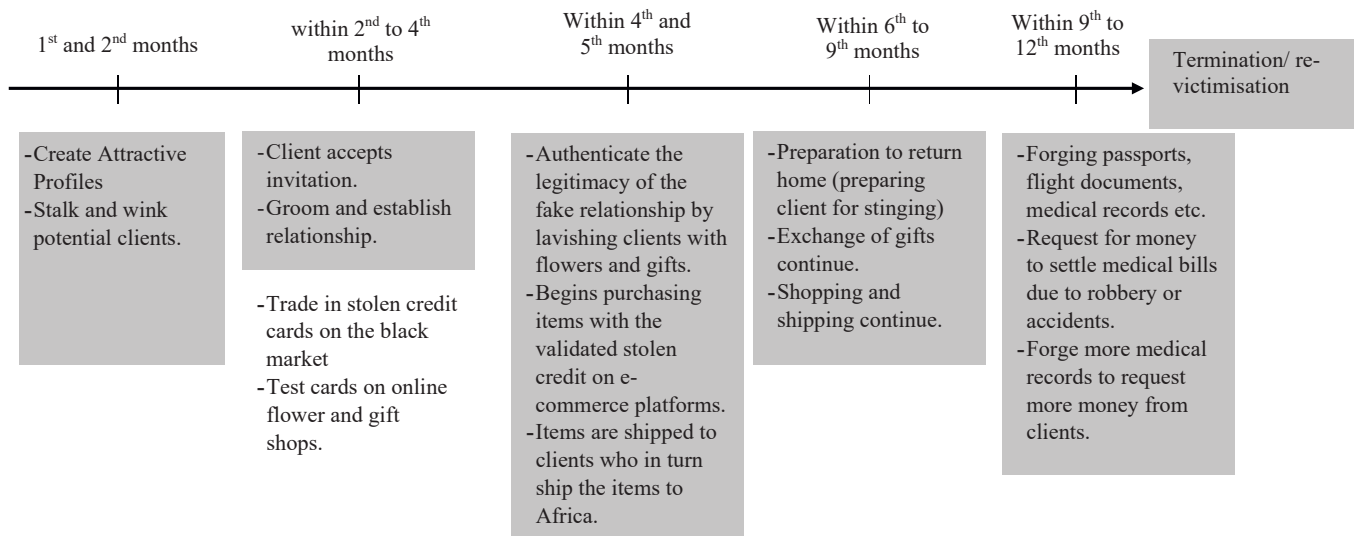 1st and 2nd months
within 2nd to 4th
months
Within 4th and
5th months
Within 6th to
9th months
Within 9th to
12th months
Termination/ re-
victimisation
-Create Attractive
Profiles
-Stalk and wink
potential clients.
-Client accepts
invitation.
-Groom and establish
relationship.
-Trade in stolen credit
cards on the black
market
-Test cards on online
flower and gift
shops.
-Authenticate the
legitimacy of the
fake relationship by
lavishing clients with
flowers and gifts.
-Begins purchasing
items with the
validated stolen
credit on e-
commerce platforms.
-Items are shipped to
clients who in turn
ship the items to
Africa.
-Preparation to return
home (preparing
client for stinging)
-Exchange of gifts
continue.
-Shopping and
shipping continue.
-Forging passports,
flight documents,
medical records etc.
-Request for money
to settle medical bills
due to robbery or
accidents.
-Forge more medical
records to request
more money from
clients.